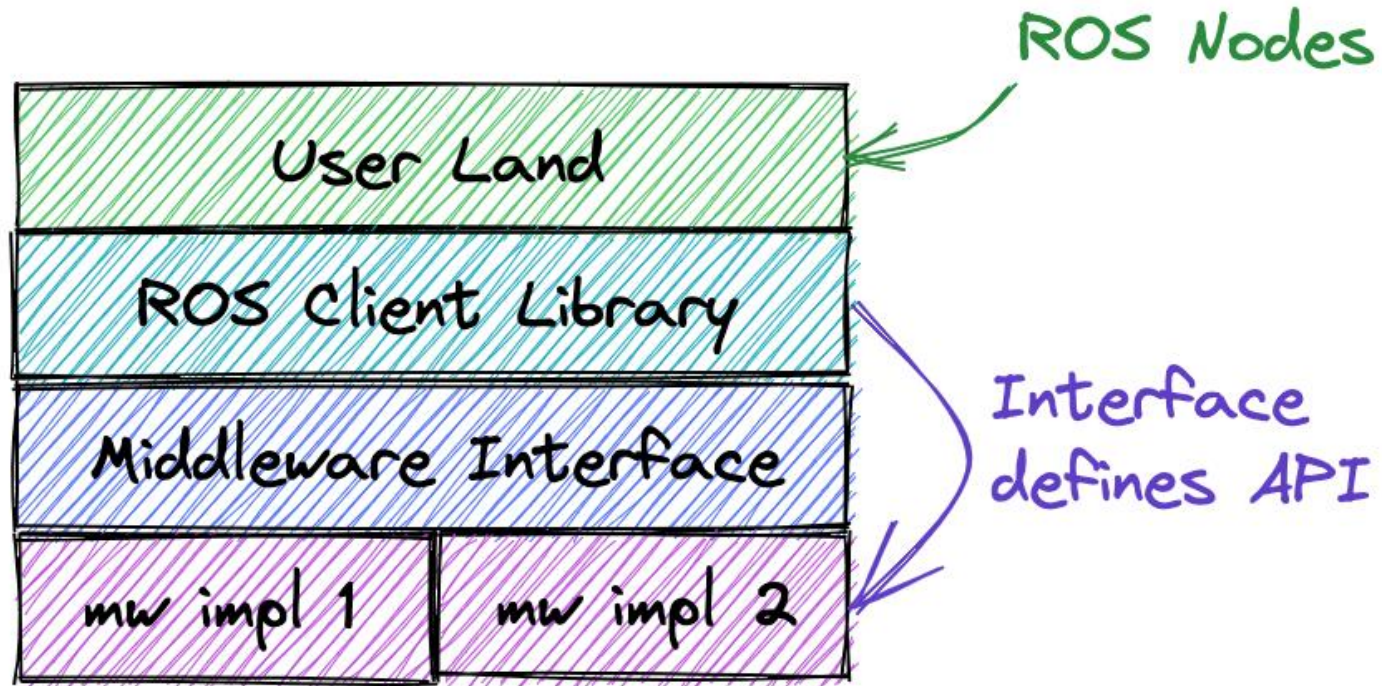 ROS Nodes
User Land
ROS Client Library
Middleware Interface
Interface
defines API
mw impl 1
mw impl 2